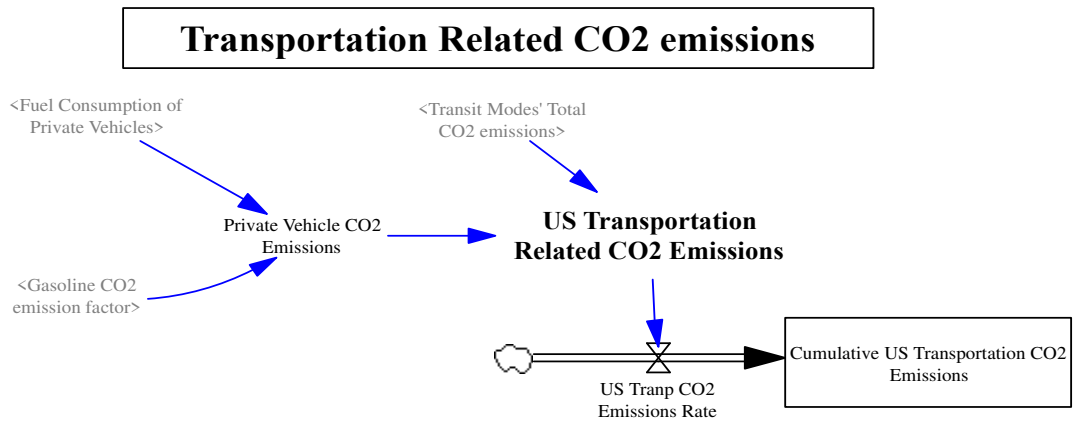 Transportation Related CO2 emissions
<Fuel Consumption of
Private Vehicles>
<Transit Modes' Total
CO2 emissions>
Private Vehicle CO2
Emissions
US Transportation
Related CO2 Emissions
<Gasoline CO2
emission factor>
Cumulative US Transportation CO2
Emissions
US Tranp CO2
Emissions Rate